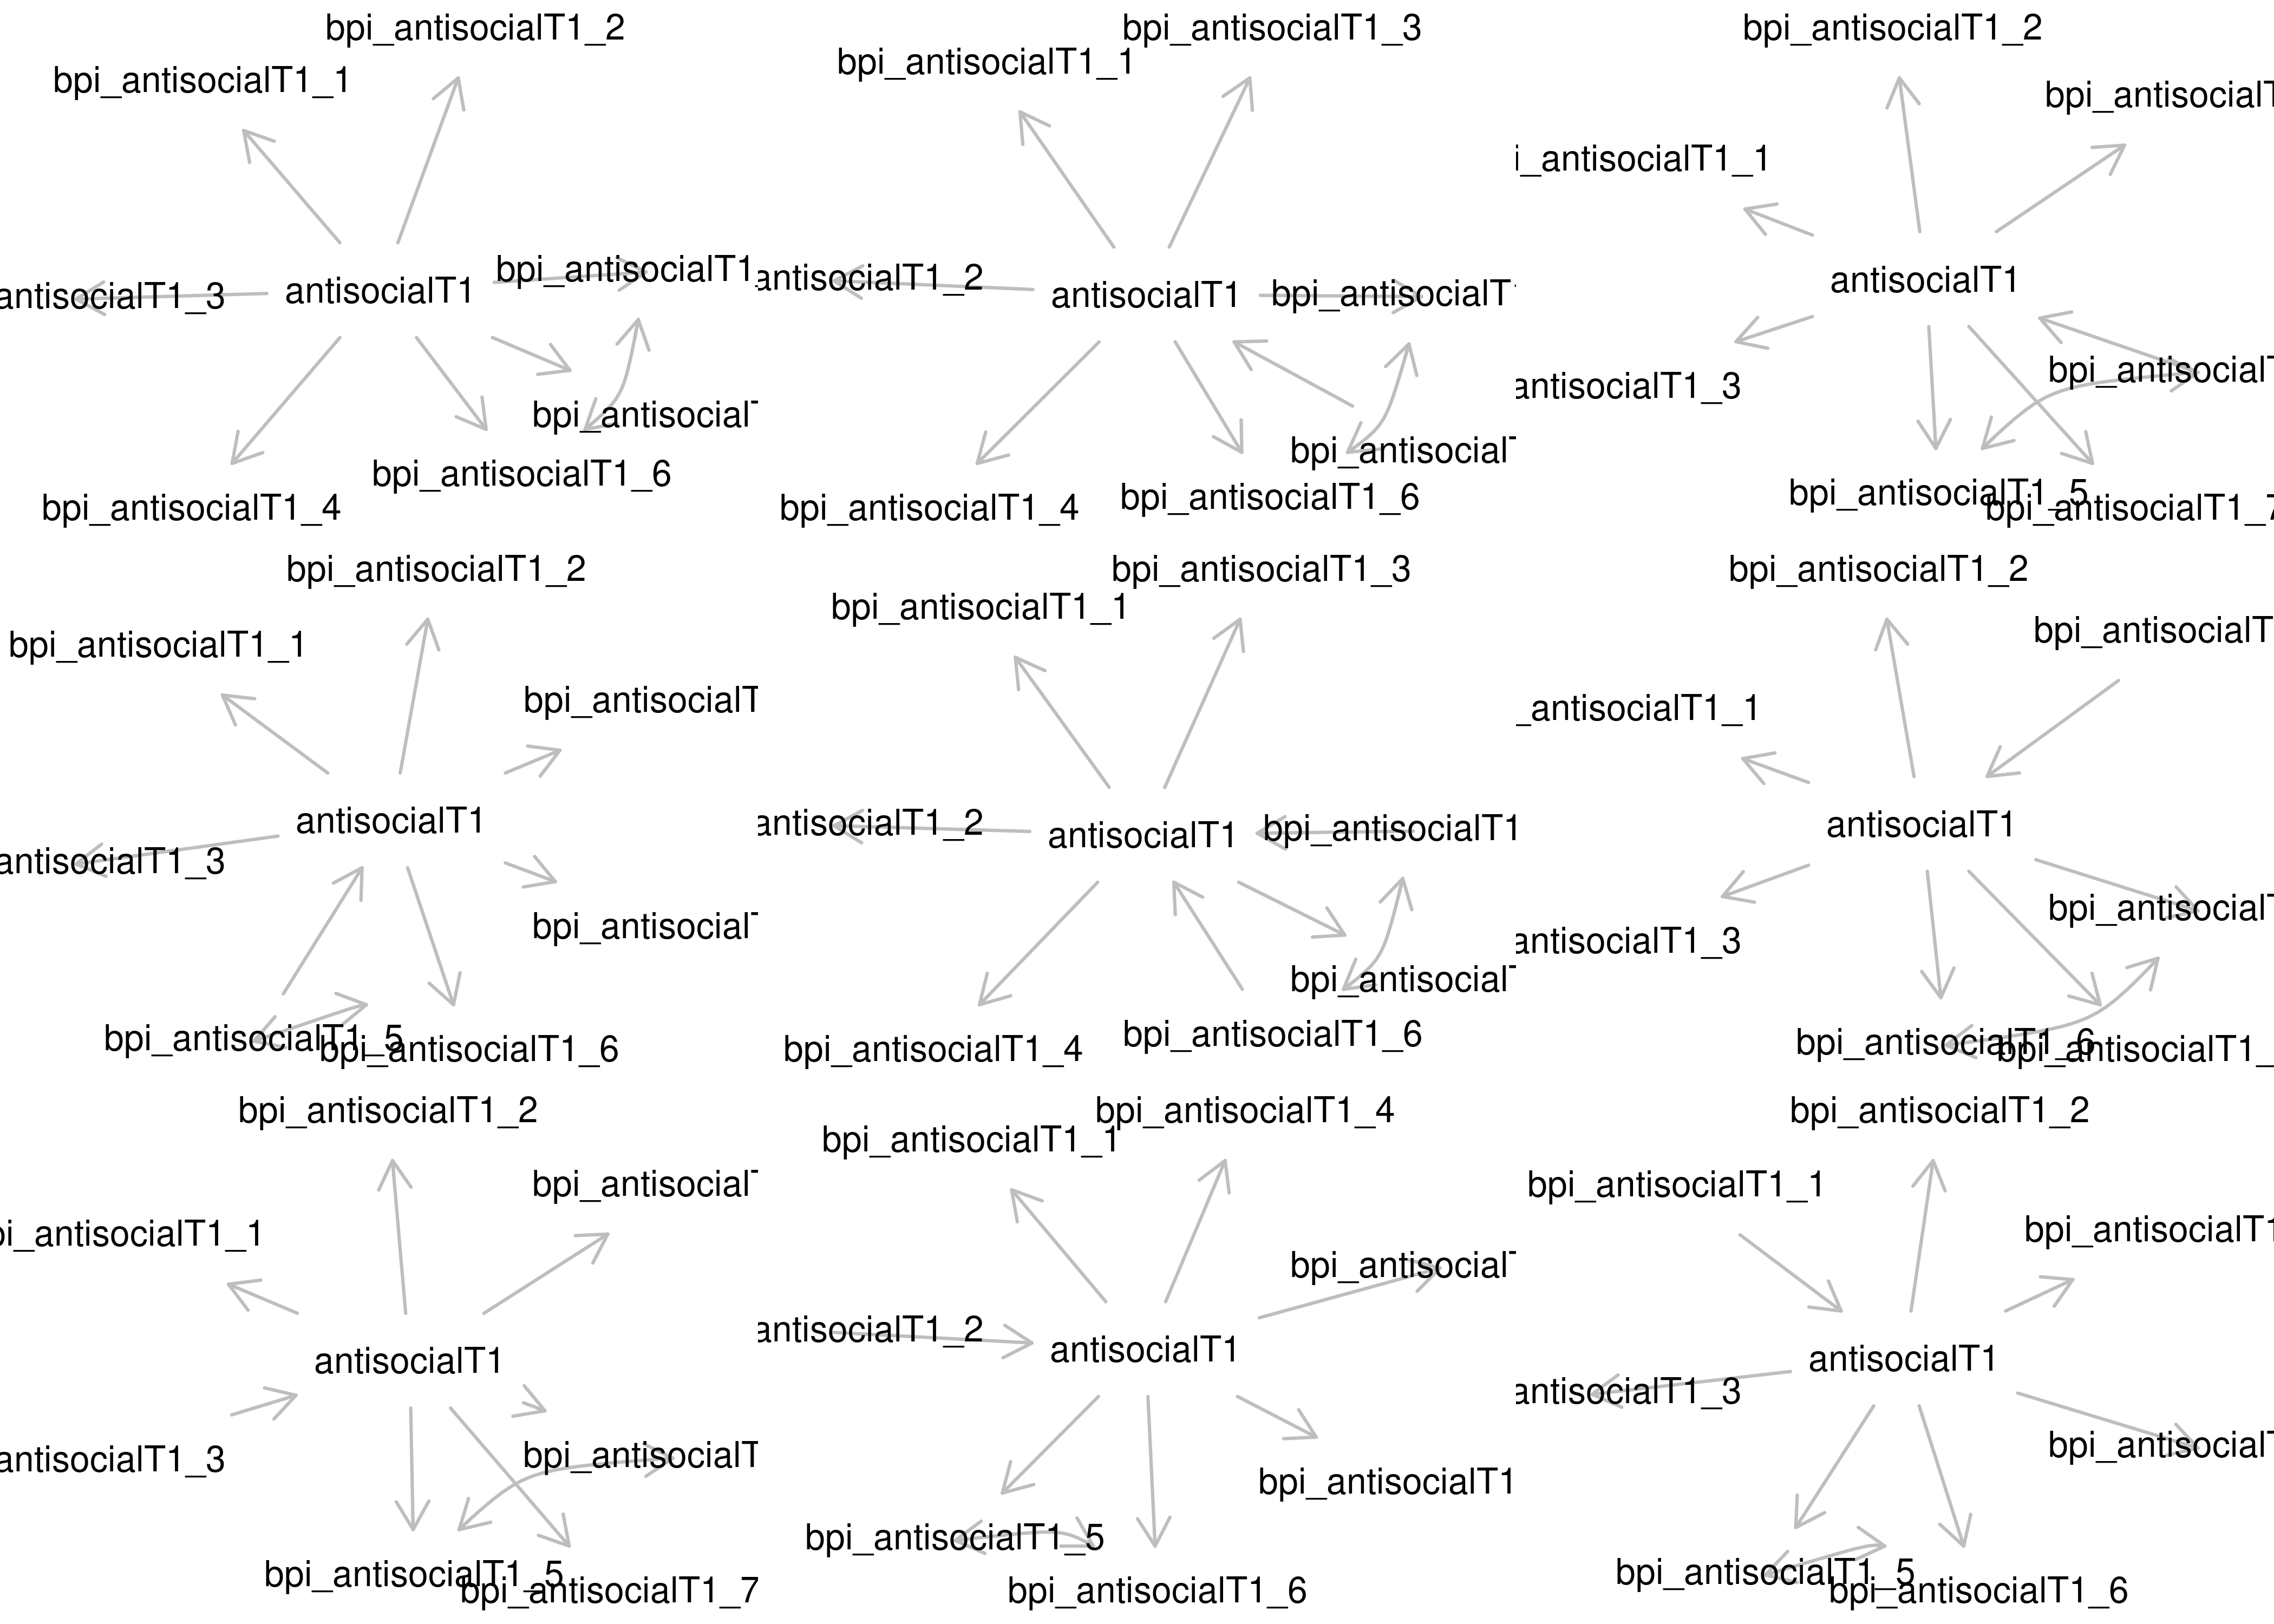 bpi_antisocialT1_2
bpi_antisocialT1_1
bpi_antisocialT1
antisocialT1
antisocialT1_3
bpi_antisocial
bpi_antisocialT1_6
bpi_antisocialT1_4
bpi_antisocialT1_3
bpi_antisocialT1_1
antisocialT1_2
antisocialT1
bpi_antisocialT
bpi_antisocial
bpi_antisocialT1_6
bpi_antisocialT1_4
bpi_antisocialT1_2
bpi_antisocialT
i_antisocialT1_1
antisocialT1
bpi_antisocialT
antisocialT1_3
bpi_antisocialT1_5
bpi_antisocialT1_7
bpi_antisocialT1_2
bpi_antisocialT1_1
bpi_antisocialT
antisocialT1
antisocialT1_3
bpi_antisocial
bpi_antisocialT1_5
bpi_antisocialT1_6
bpi_antisocialT1_3
bpi_antisocialT1_1
antisocialT1_2
antisocialT1
bpi_antisocialT1
bpi_antisocial
bpi_antisocialT1_6
bpi_antisocialT1_4
bpi_antisocialT1_2
bpi_antisocialT
_antisocialT1_1
antisocialT1
bpi_antisocialT
antisocialT1_3
bpi_antisocialT1_6
bpi_antisocialT1_
bpi_antisocialT1_2
bpi_antisocial
pi_antisocialT1_1
antisocialT1
antisocialT1_3
bpi_antisocialT
bpi_antisocialT1_5
bpi_antisocialT1_7
bpi_antisocialT1_4
bpi_antisocialT1_1
bpi_antisocial
antisocialT1_2
antisocialT1
bpi_antisocialT1
bpi_antisocialT1_5
bpi_antisocialT1_6
bpi_antisocialT1_2
bpi_antisocialT1_1
bpi_antisocialT1
antisocialT1
antisocialT1_3
bpi_antisocialT
bpi_antisocialT1_5
bpi_antisocialT1_6